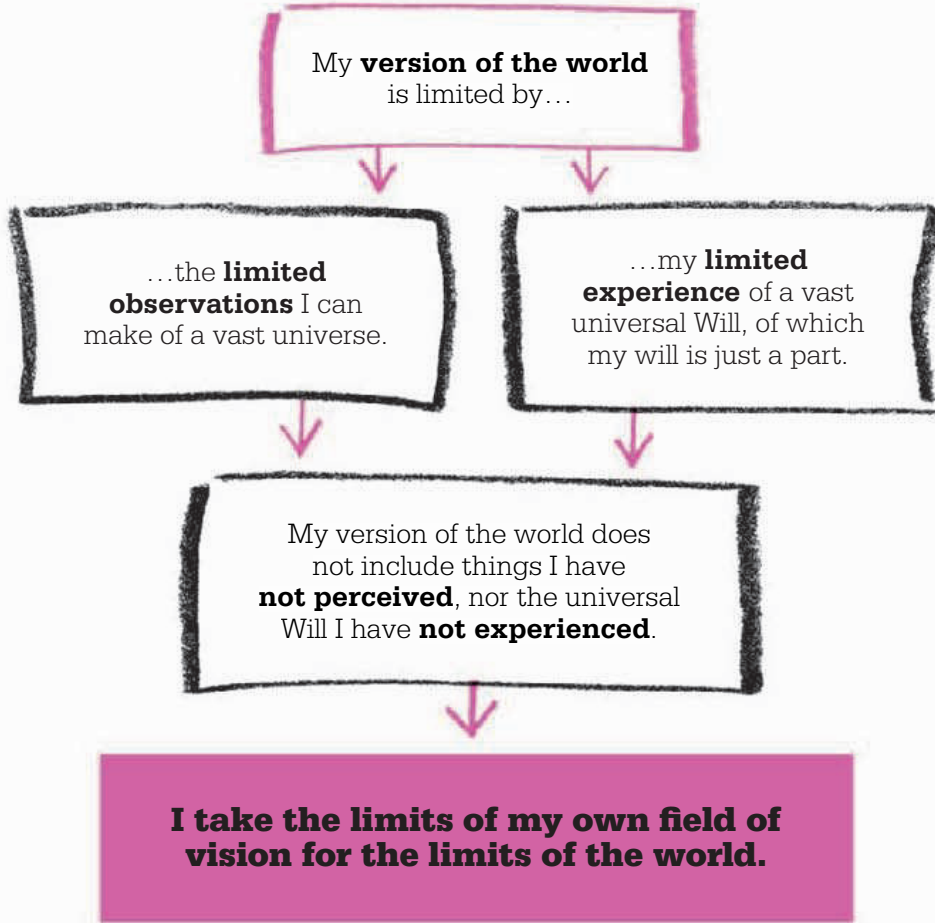 My version of the world
is limited by…
…the limited
observations I can
make of a vast universe.
…my limited
experience of a vast
universal Will, of which
my will is just a part.
My version of the world does
not include things I have
not perceived, nor the universal
Will I have not experienced.
I take the limits of my own field of
vision for the limits of the world.